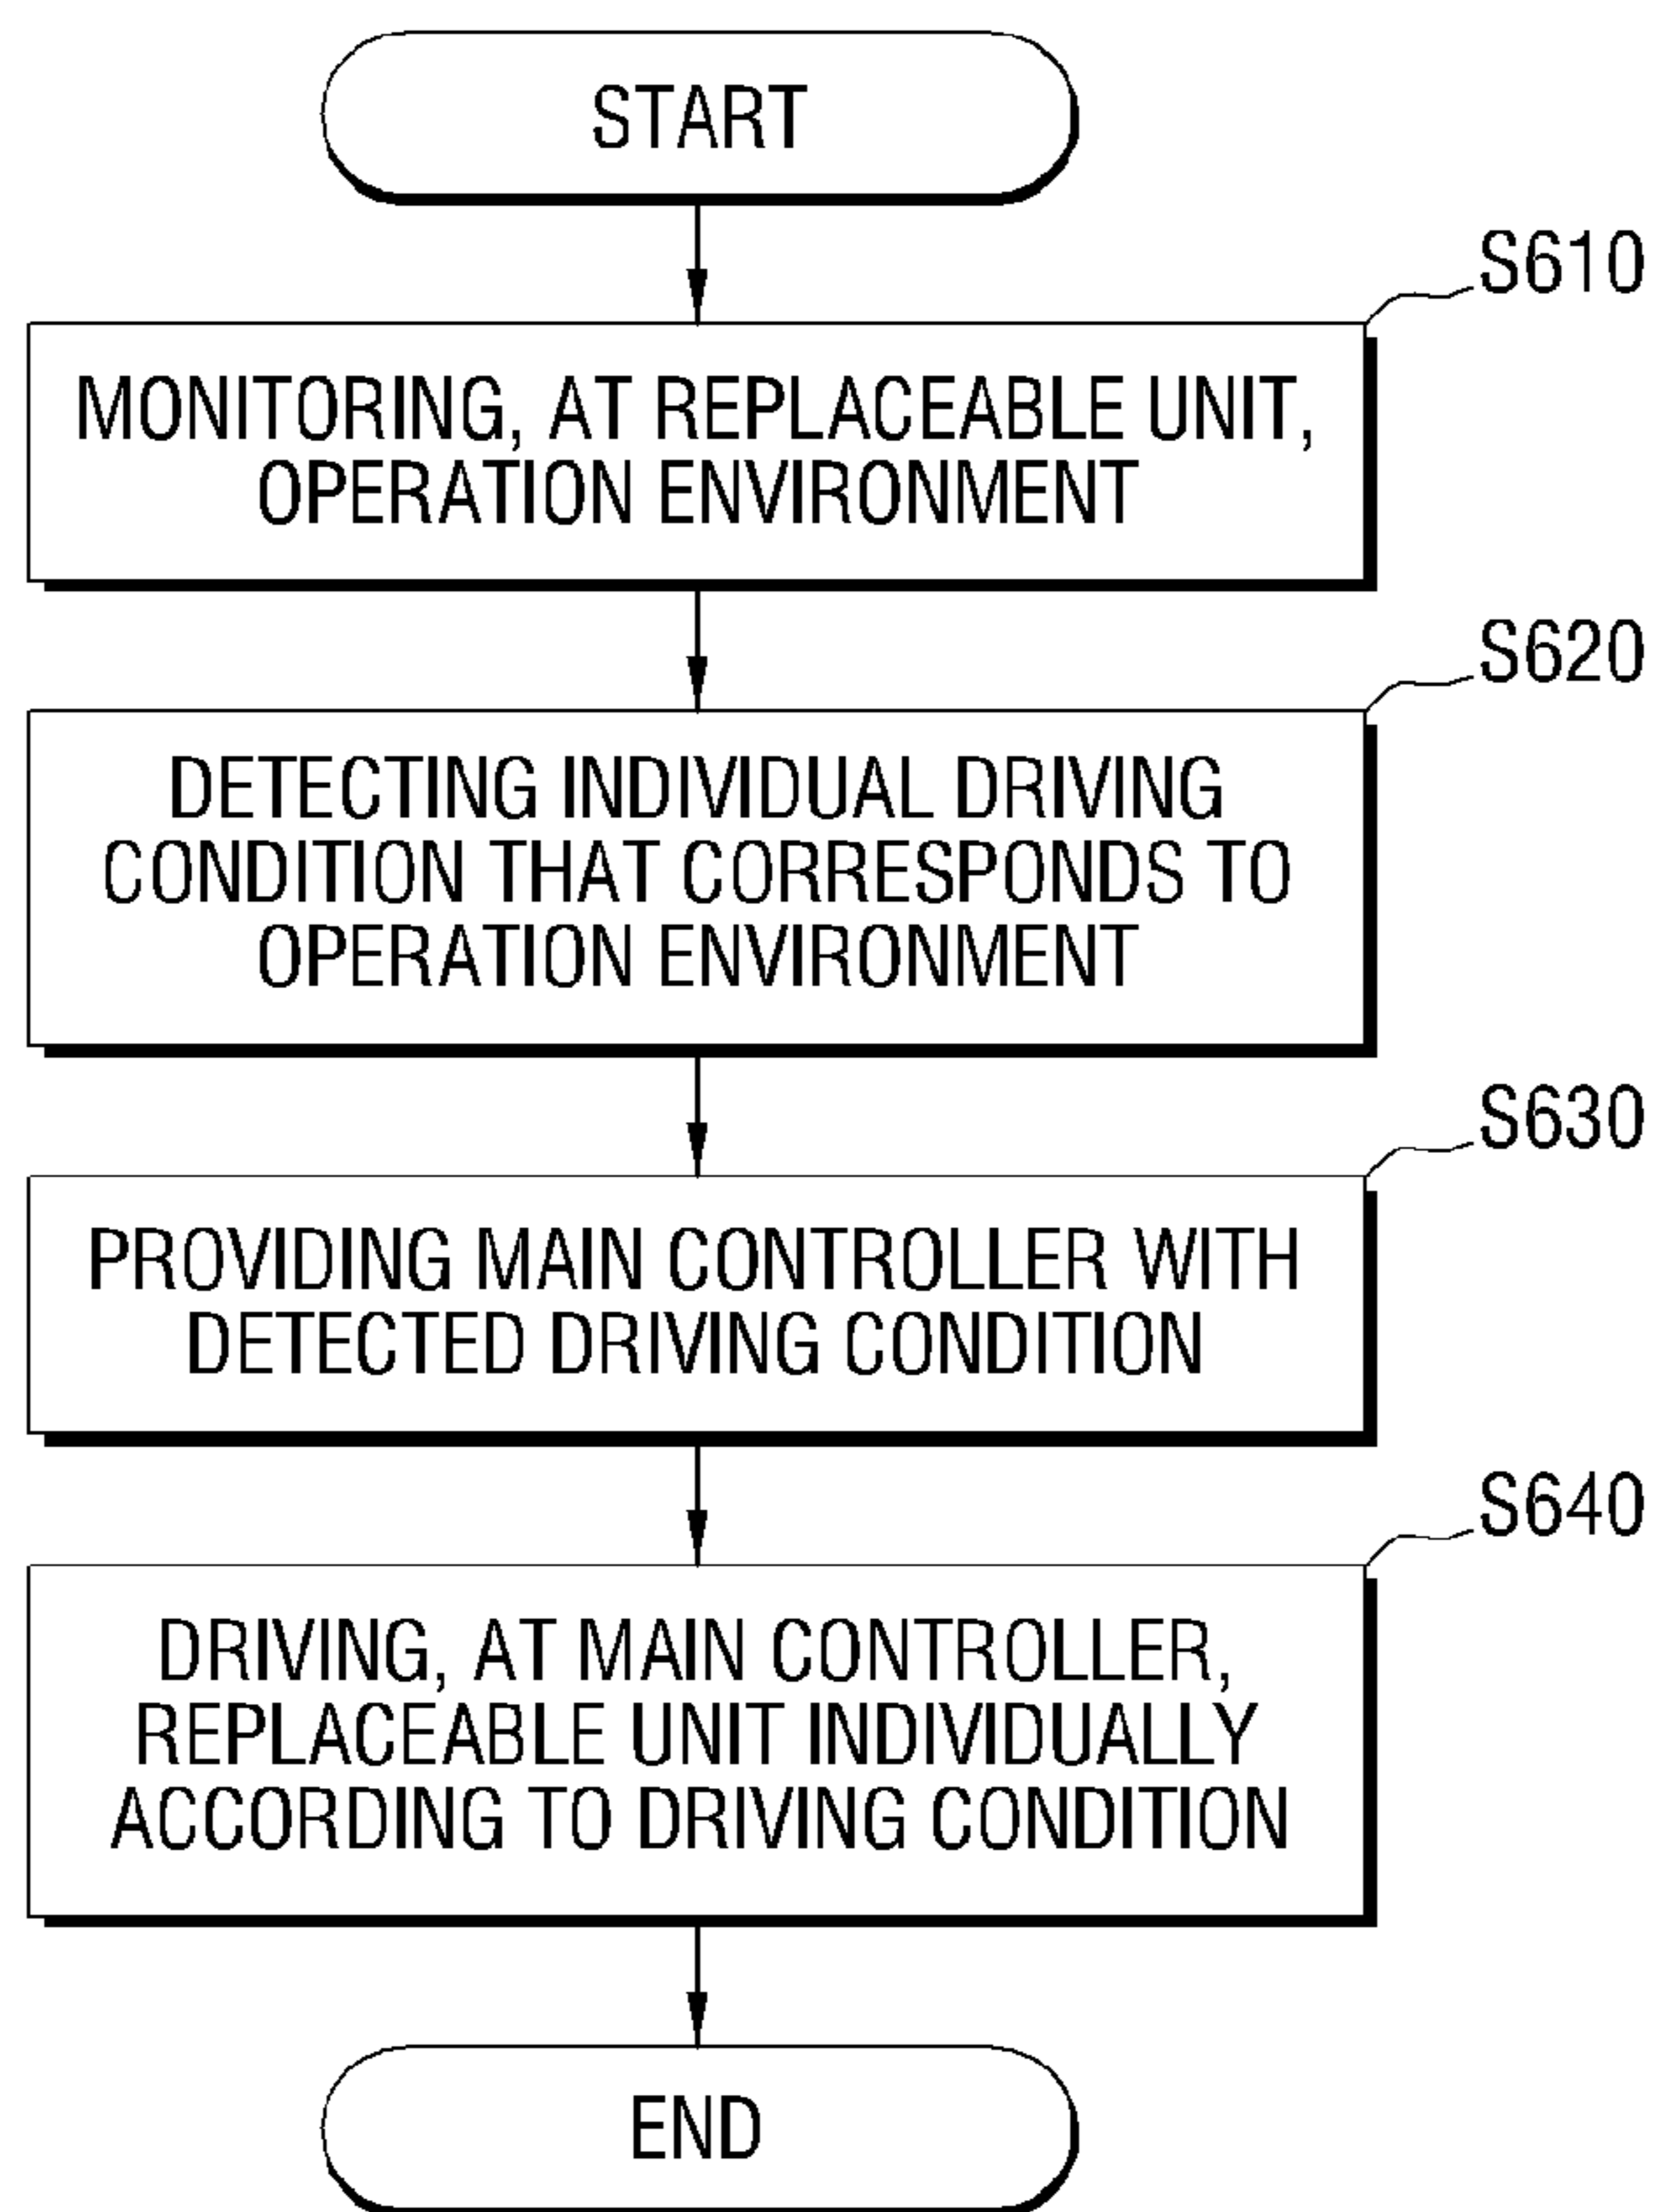 START
S610
MONITORING, AT REPLACEABLE UNIT,
OPERATION ENVIRONMENT
S620
DETECTING INDIVIDUAL DRIVING
CONDITION THAT CORRESPONDS TO
OPERATION ENVIRONMENT
S630
PROVIDING MAIN CONTROLLER WITH
DETECTED DRIVING CONDITION
S640
DRIVING, AT MAIN CONTROLLER,
REPLACEABLE UNIT INDIVIDUALLY
ACCORDING TO DRIVING CONDITION
END